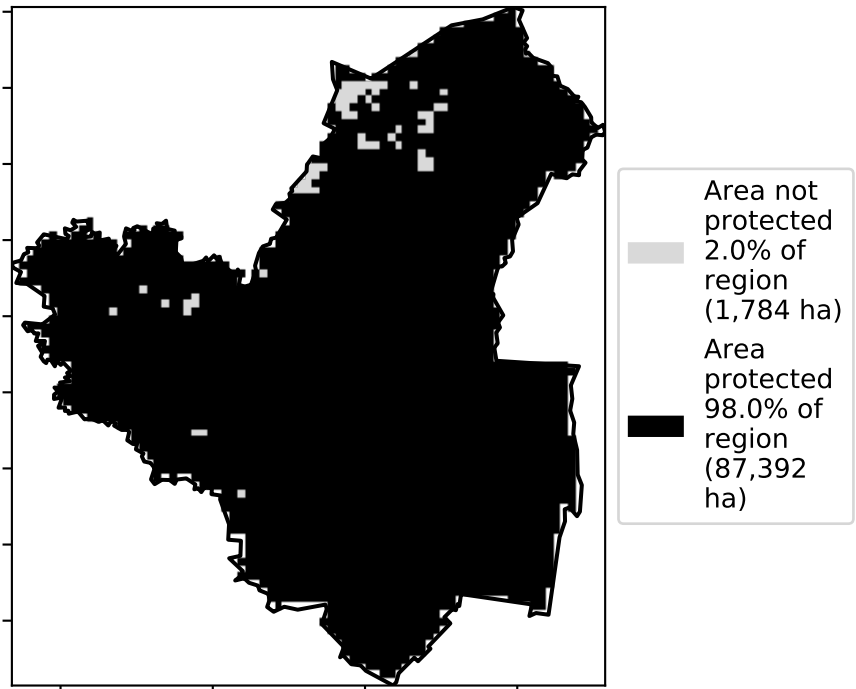 Area not
protected
2.0% of
region
(1,784 ha)
Area
protected
98.0% of
region
(87,392
ha)